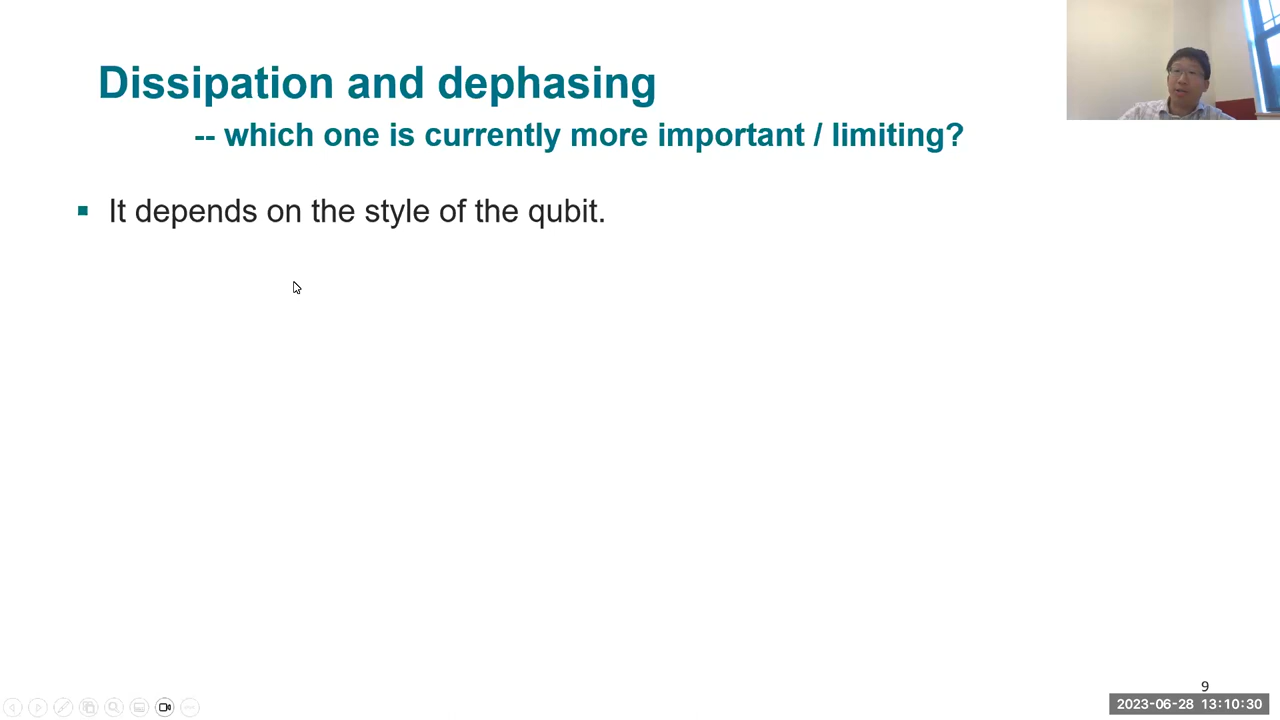 Dissipation and dephasing
-- which one is currently more important / limiting?
▪ It depends on the style of the qubit.
9
2023-06-28 13:10:30